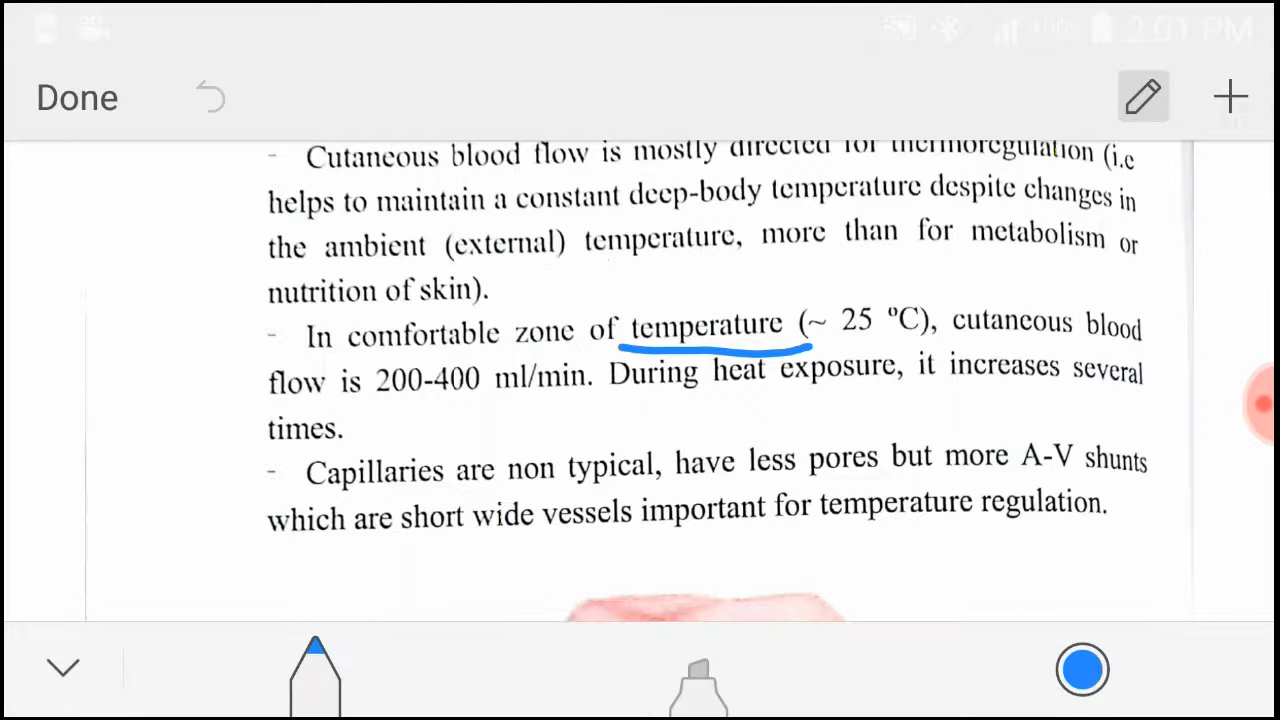 2:01 PM
Done
- Cutaneous blood flow is mostly directed for thermoregulation (i.e
helps to maintain a constant deep-body temperature despite changes in
the ambient (external) temperature, more than for metabolism or
nutrition of skin).
- In comfortable zone of temperature (~ 25 ºC), cutaneous blood
flow is 200-400 ml/min. During heat exposure, it increases several
times.
- Capillaries are non typical, have less pores but more A-V shunts
which are short wide vessels important for temperature regulation.